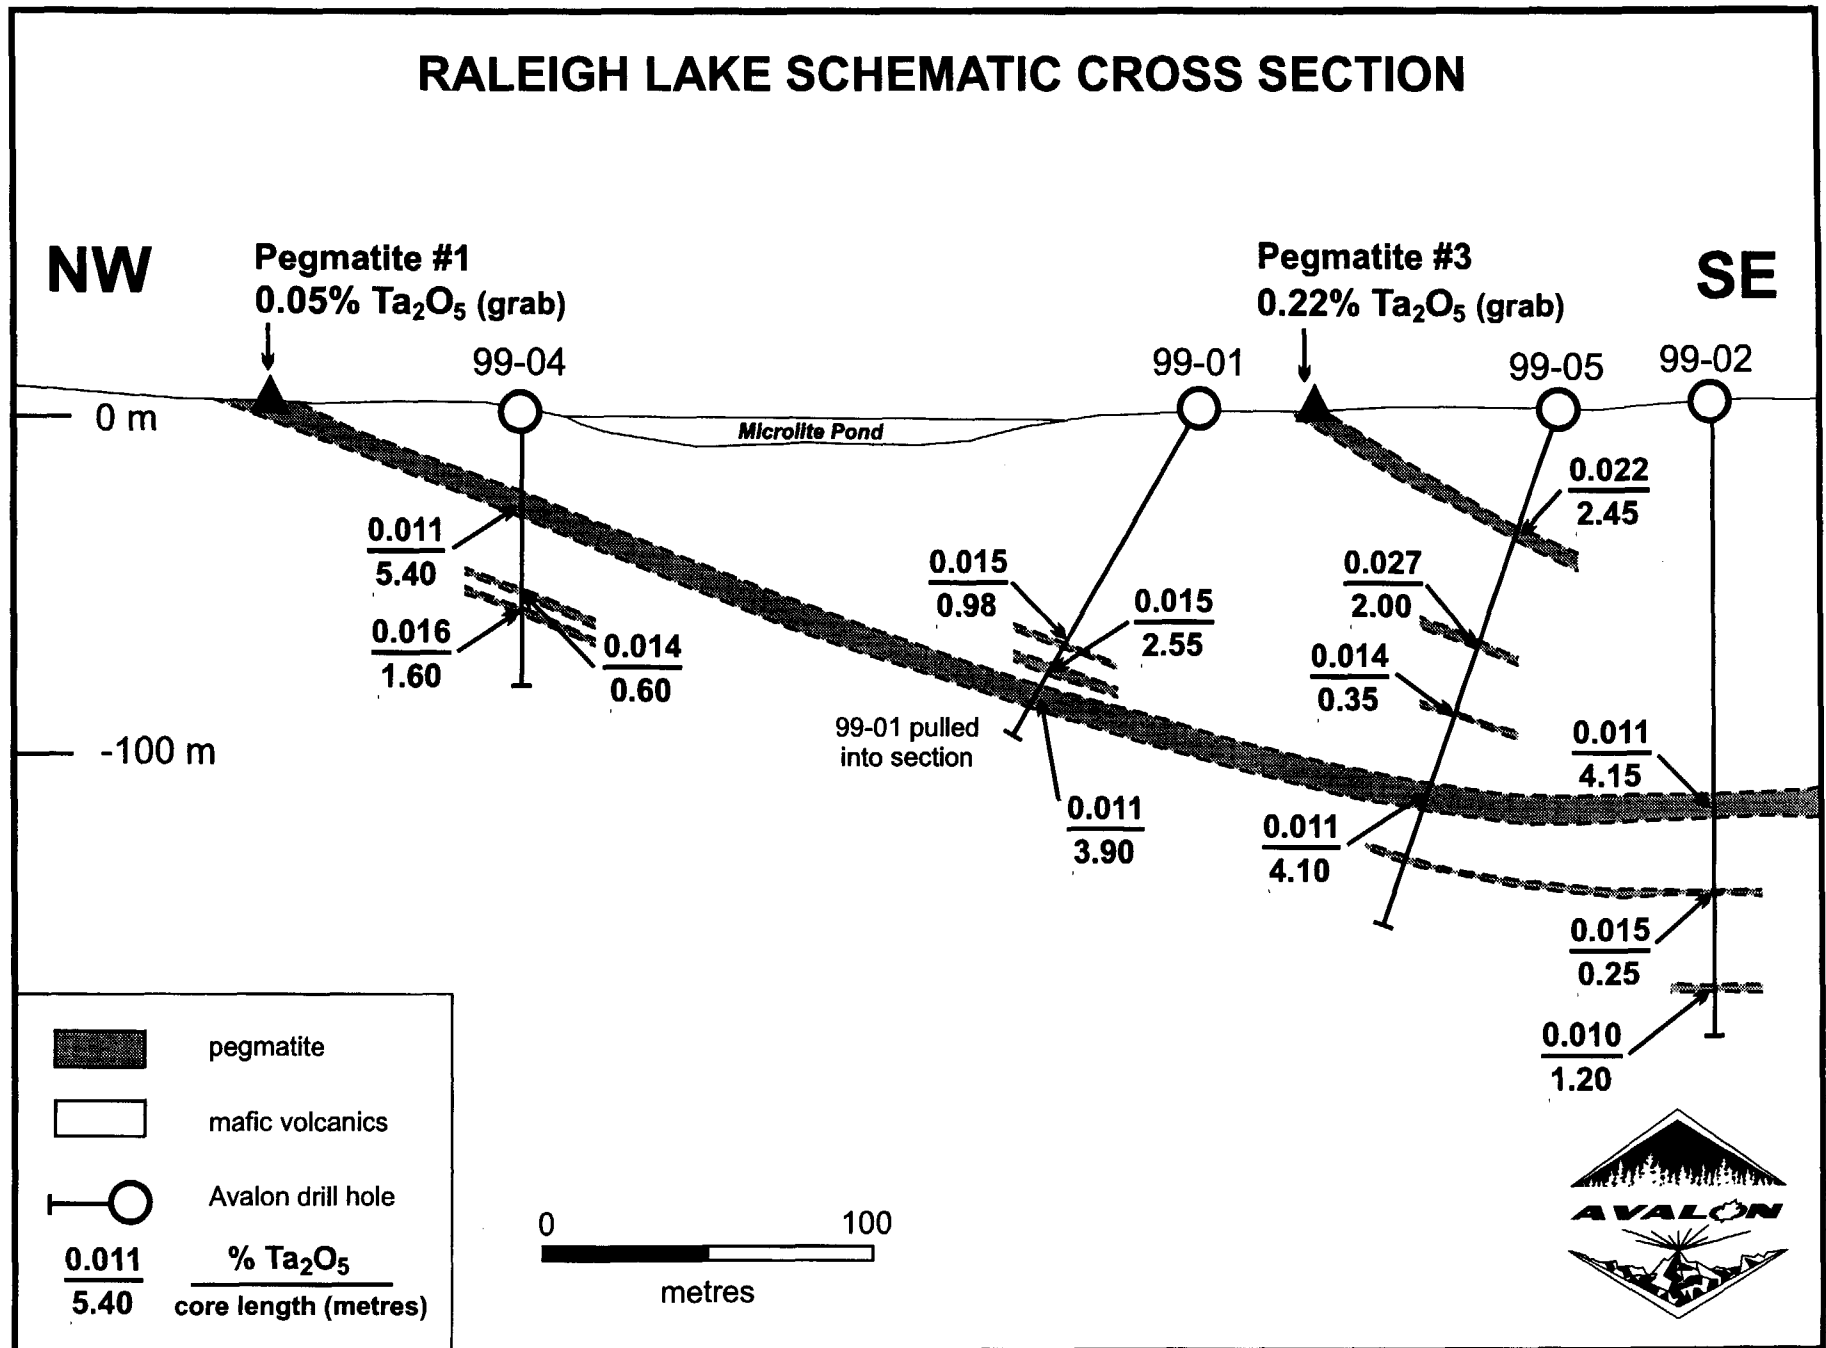 RALEIGH LAKE SCHEMATIC CROSS SECTION
NW
Pegmatite #1
0.05% Ta₂O₅ (grab)
Pegmatite #3
0.22% Ta₂O₅ (grab)
SE
99-04
99-01
99-05
99-02
0 m
Microlite Pond
0.022
2.45
0.011
5.40
0.015
0.98
0.015
2.55
0.027
2.00
0.016
1.60
0.014
0.60
0.014
0.35
99-01 pulled
into section
-100 m
0.011
4.15
0.011
3.90
0.011
4.10
0.015
0.25
0.010
1.20
pegmatite
mafic volcanics
Avalon drill hole
0.011
5.40
% Ta₂O₅
core length (metres)
0
100
metres
AVALON